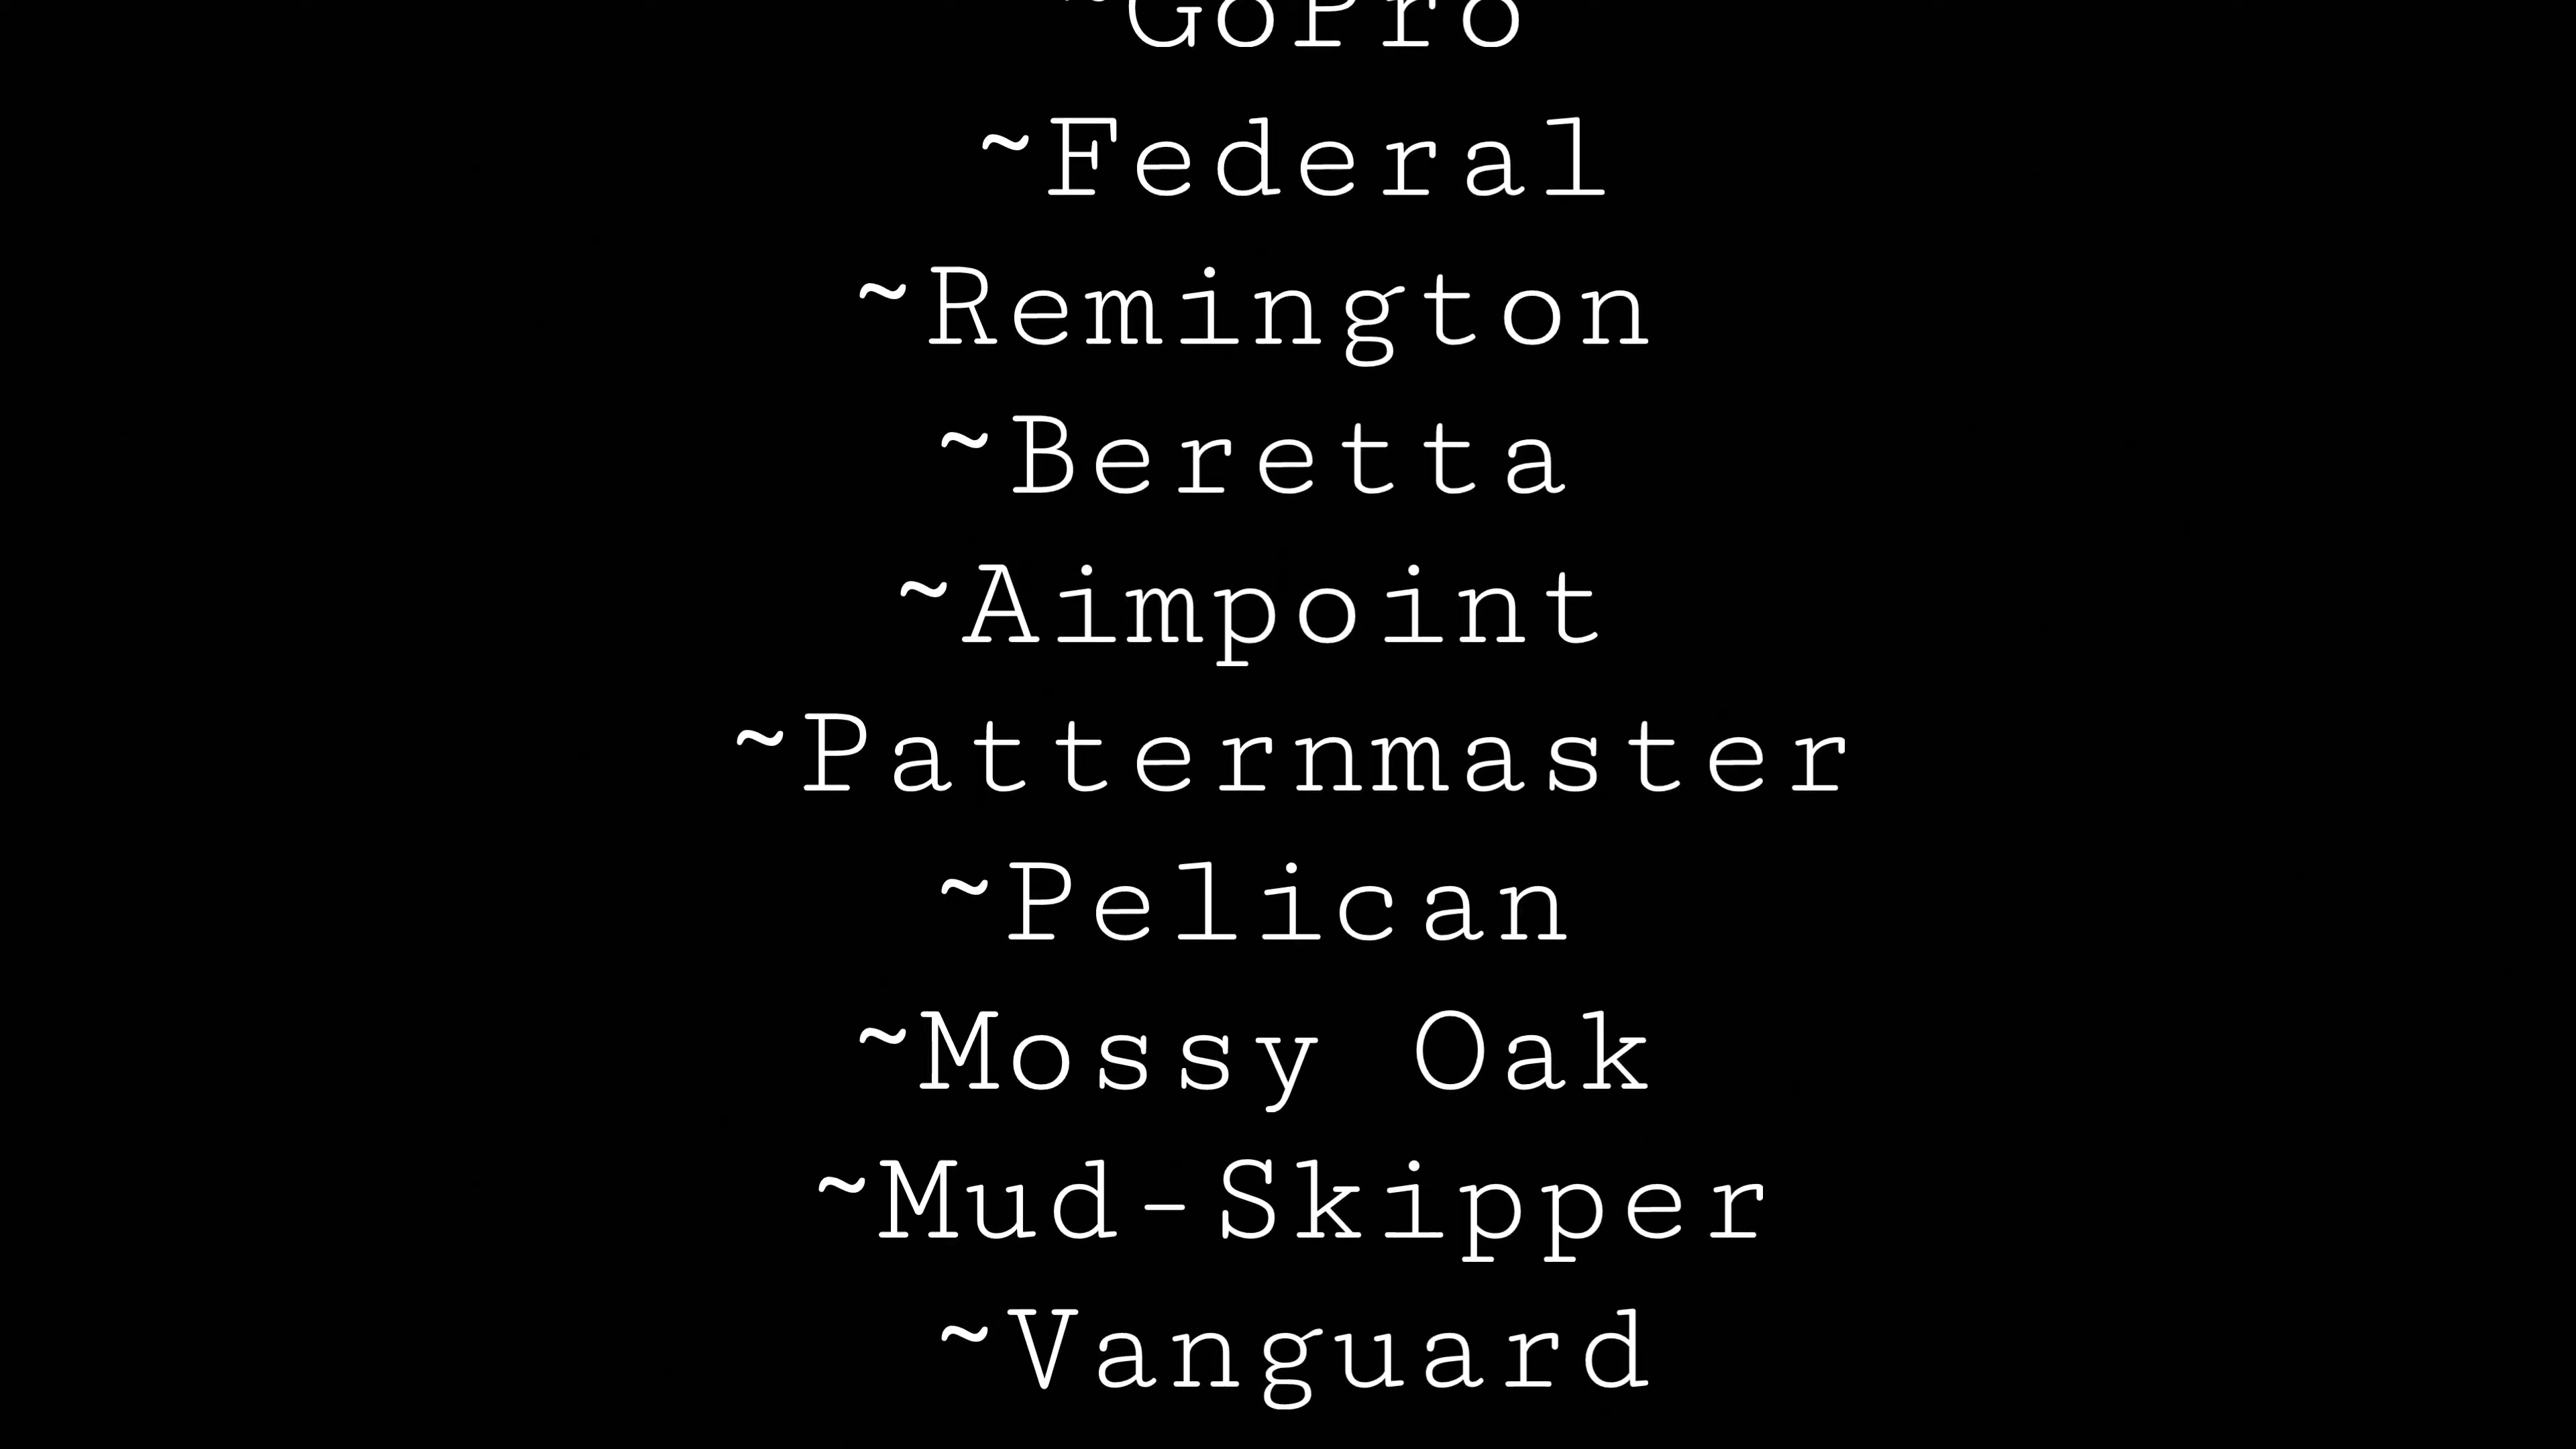 ~GoPro
~Federal
~Remington
~Beretta
~Aimpoint
~Patternmaster
~Pelican
~Mossy Oak
~Mud-Skipper
~Vanguard